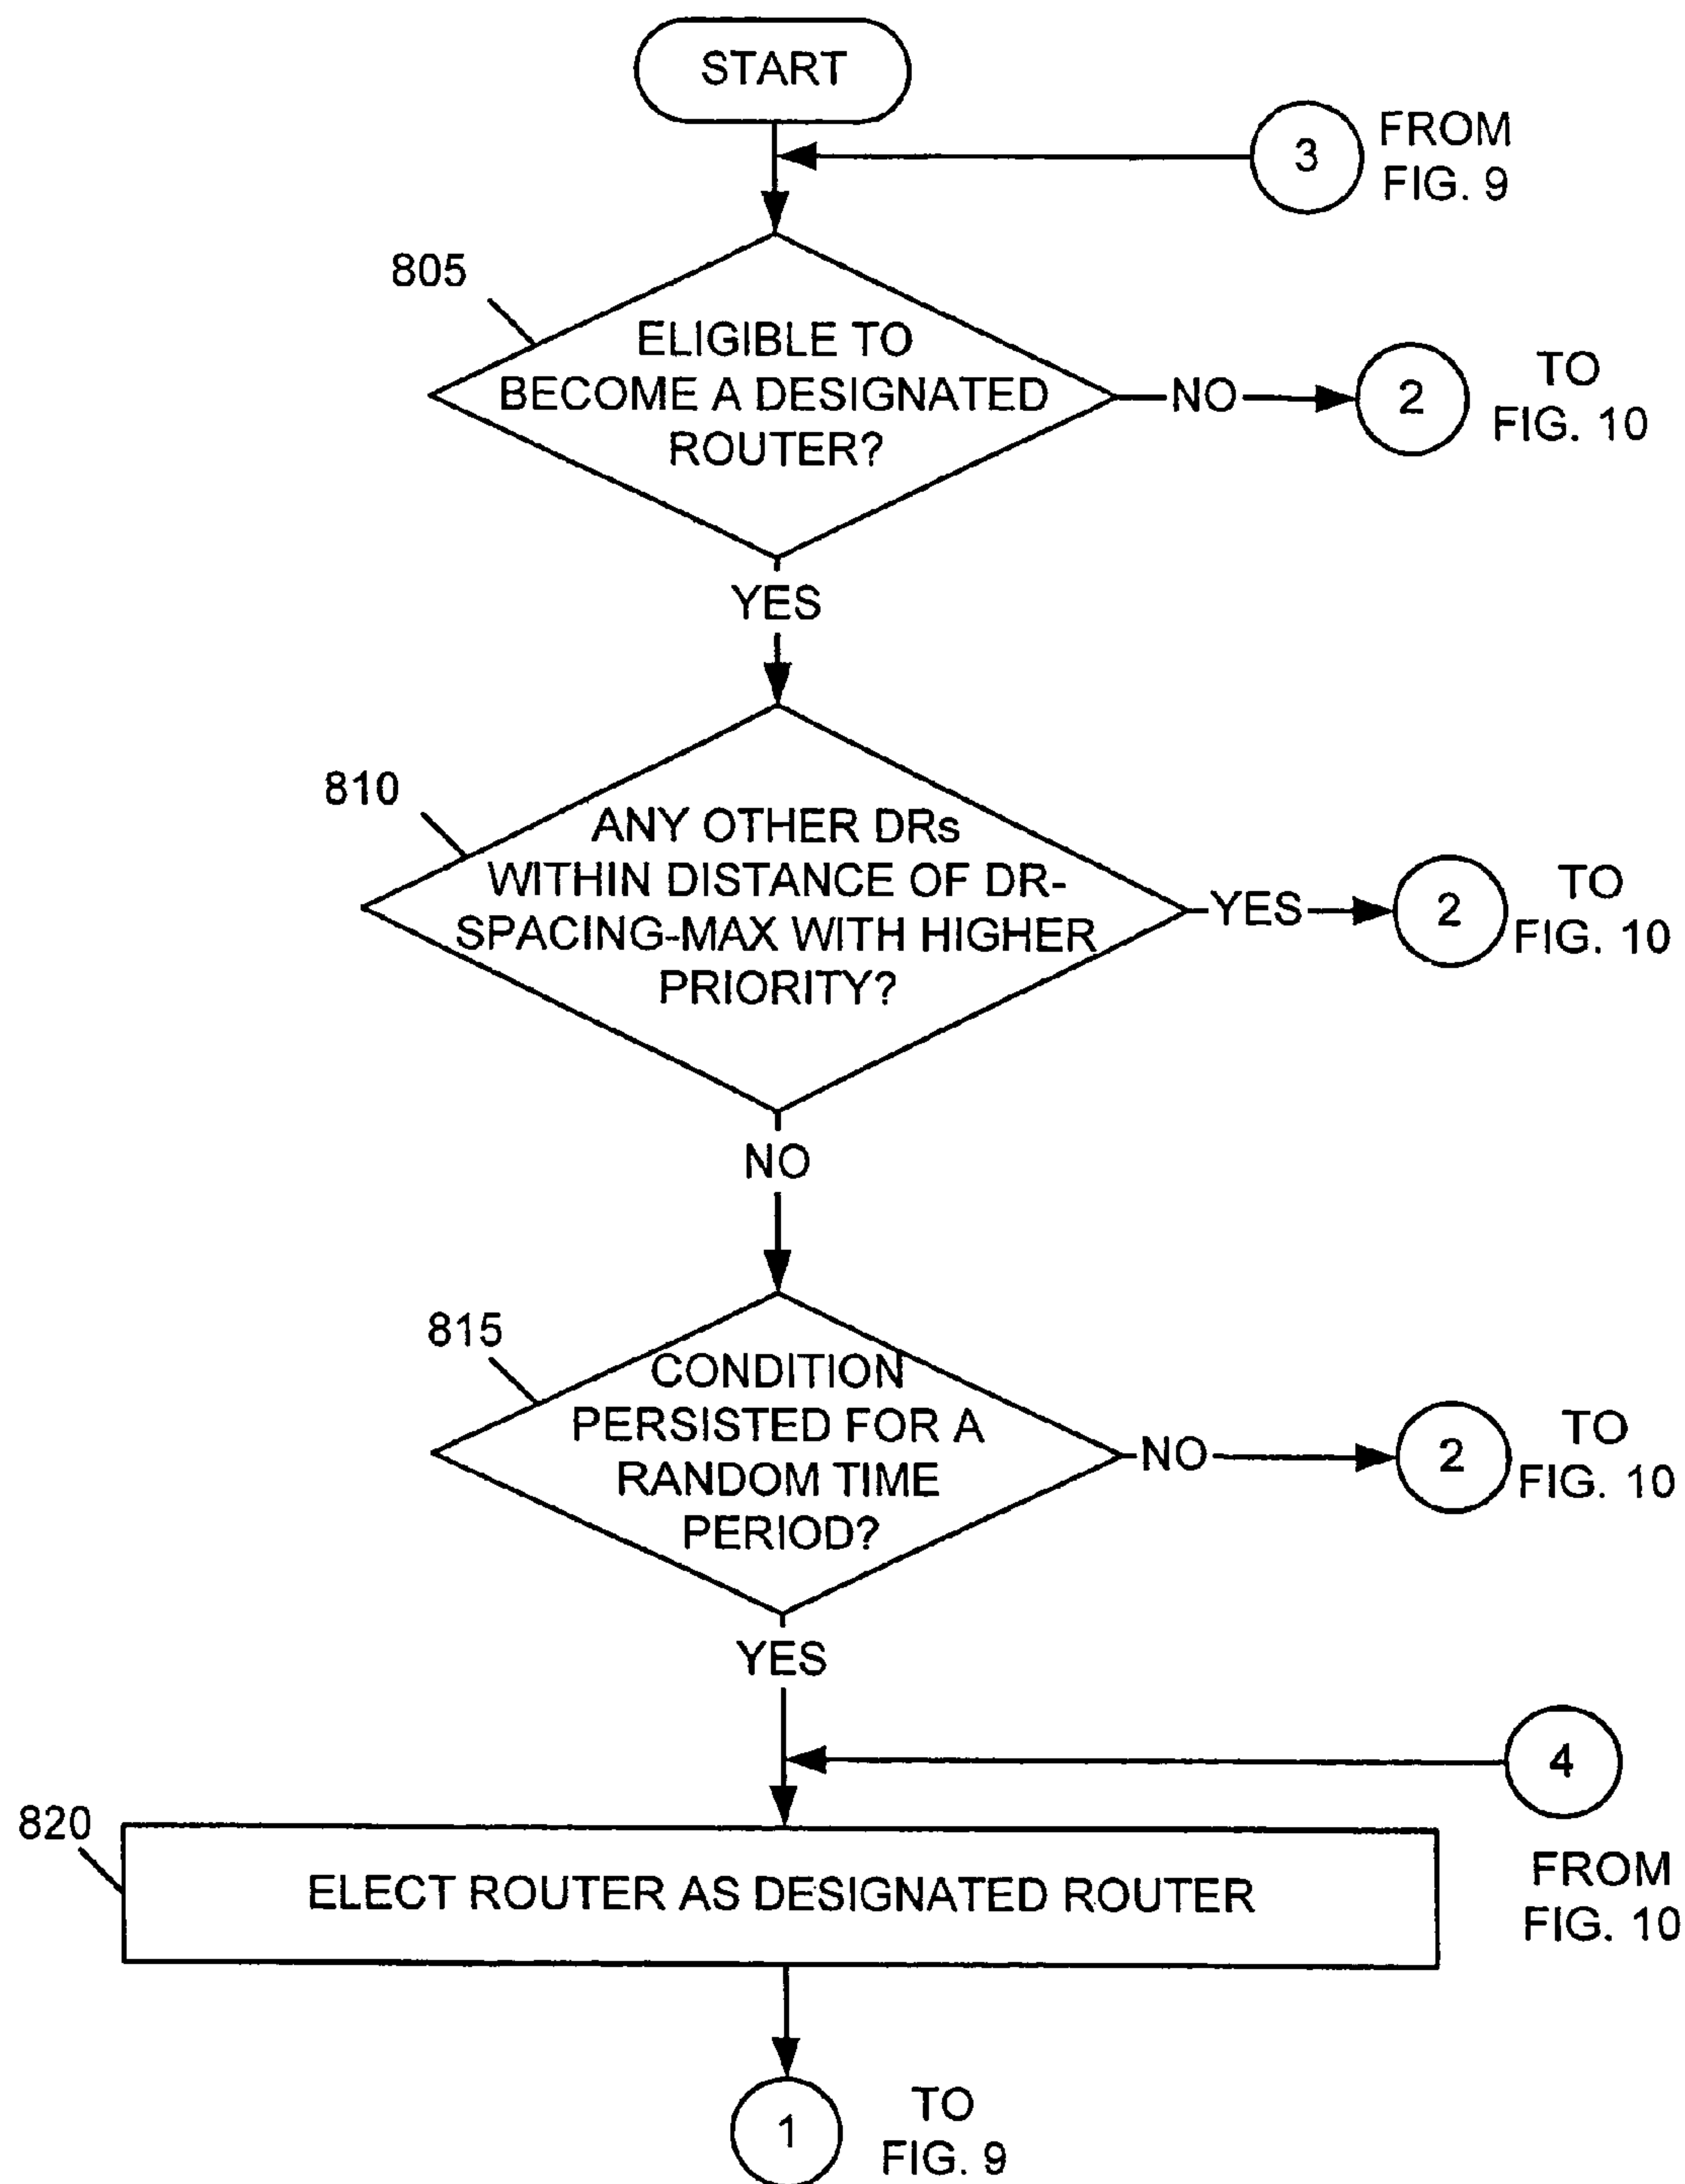 START
3
FROM
FIG. 9
805
ELIGIBLE TO
BECOME A DESIGNATED
ROUTER?
NO
2
TO
FIG. 10
YES
810
ANY OTHER DRs
WITHIN DISTANCE OF DR-
SPACING-MAX WITH HIGHER
PRIORITY?
YES
2
TO
FIG. 10
NO
815
CONDITION
PERSISTED FOR A
RANDOM TIME
PERIOD?
NO
2
TO
FIG. 10
YES
4
FROM
FIG. 10
820
ELECT ROUTER AS DESIGNATED ROUTER
1
TO
FIG. 9